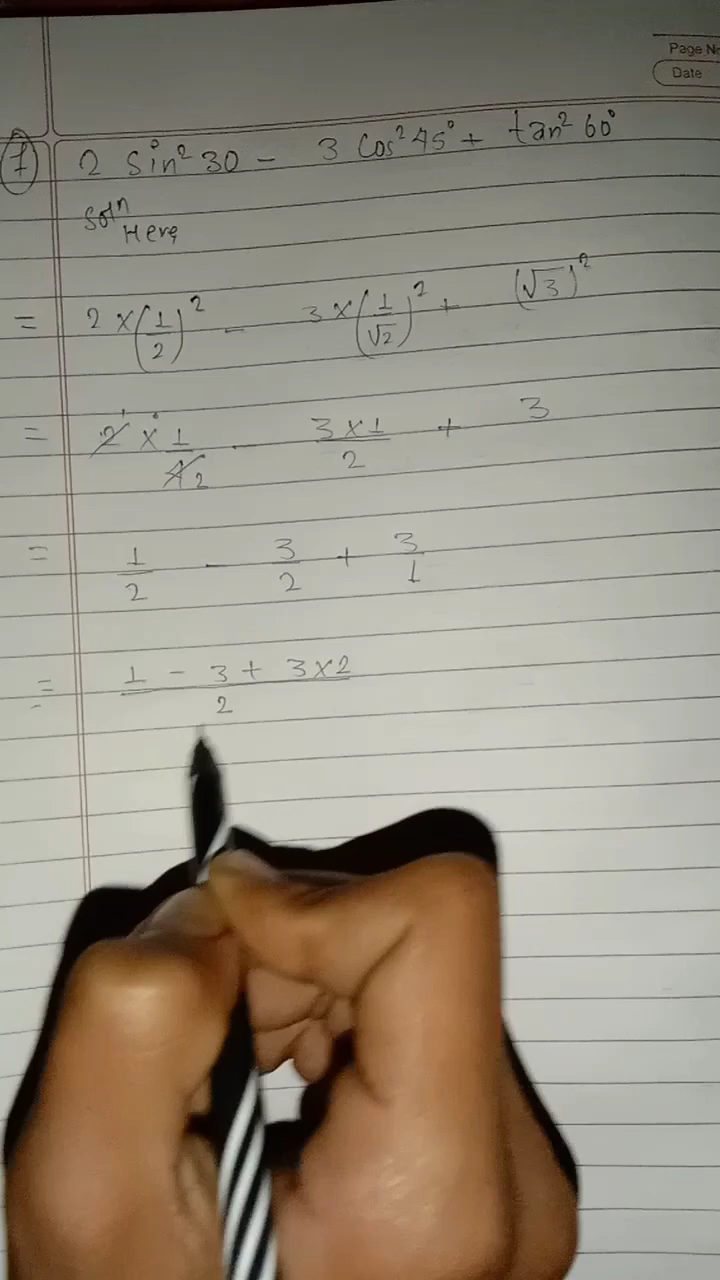 Page No
Date
7 2 sin² 30° - 3 cos² 45° + tan² 60°
Solⁿ
Here
= 2 × (1/2)² - 3 × (1/√2)² + (√3)²
= 2 1 × 1/4 2 - 3×1/2 + 3
= 1/2 - 3/2 + 3/1
= 1 - 3 + 3×2/2